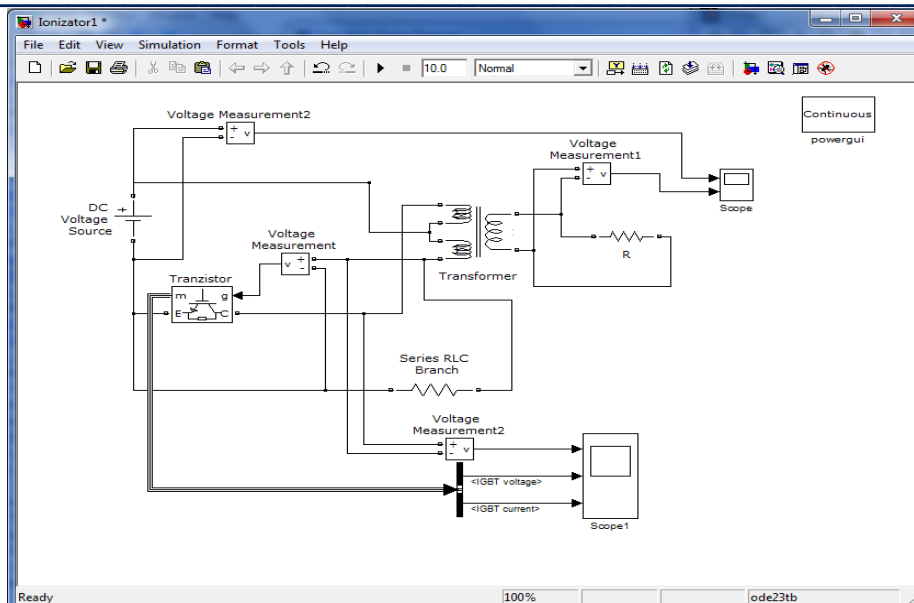 Ionizator1 *
File Edit View Simulation Format Tools Help
10.0 Normal
Voltage Measurement2
+
-
v
Continuous
powergui
Voltage
Measurement1
+
-
v
Scope
DC
Voltage
Source
+
Voltage
Measurement
v
+
-
Transformer
R
Tranzistor
m g
E C
Series RLC
Branch
Voltage
Measurement2
+
-
v
<IGBT voltage>
<IGBT current>
Scope1
Ready 100% ode23tb